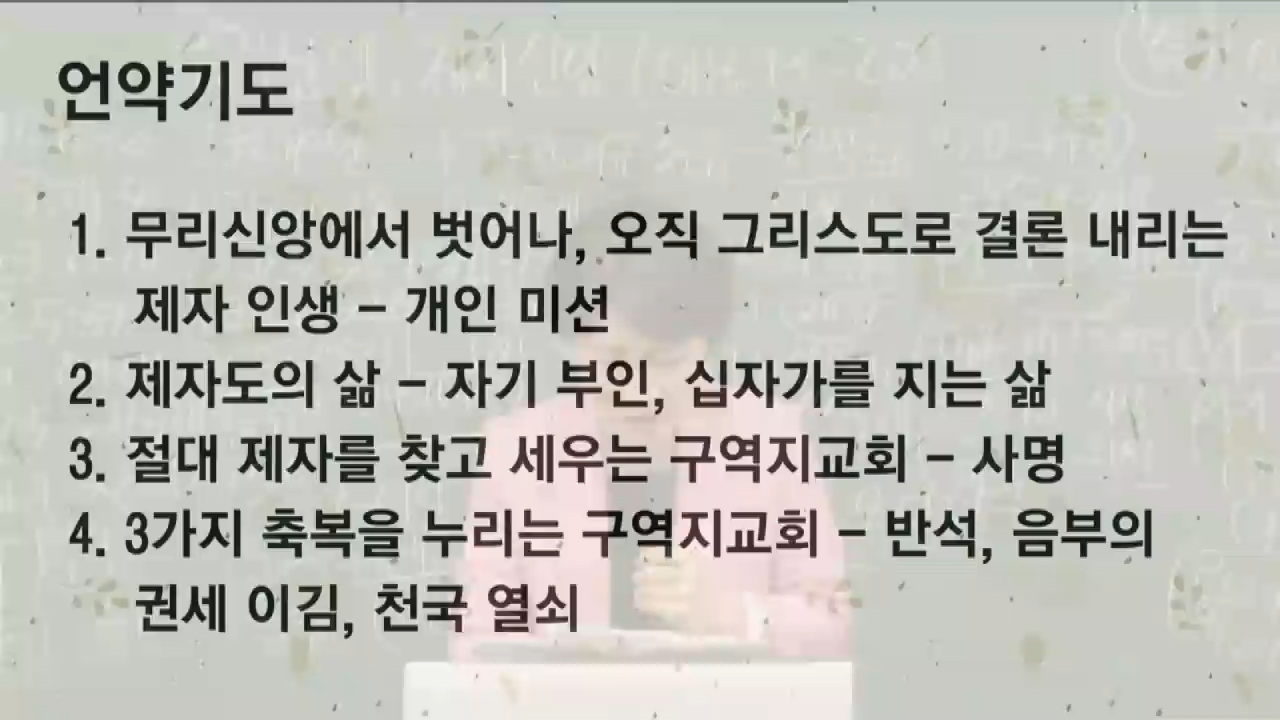 언약기도
1. 무리신앙에서 벗어나, 오직 그리스도로 결론 내리는
제자 인생 - 개인 미션
2. 제자도의 삶 - 자기 부인, 십자가를 지는 삶
3. 절대 제자를 찾고 세우는 구역지교회 - 사명
4. 3가지 축복을 누리는 구역지교회 - 반석, 음부의
권세 이김, 천국 열쇠